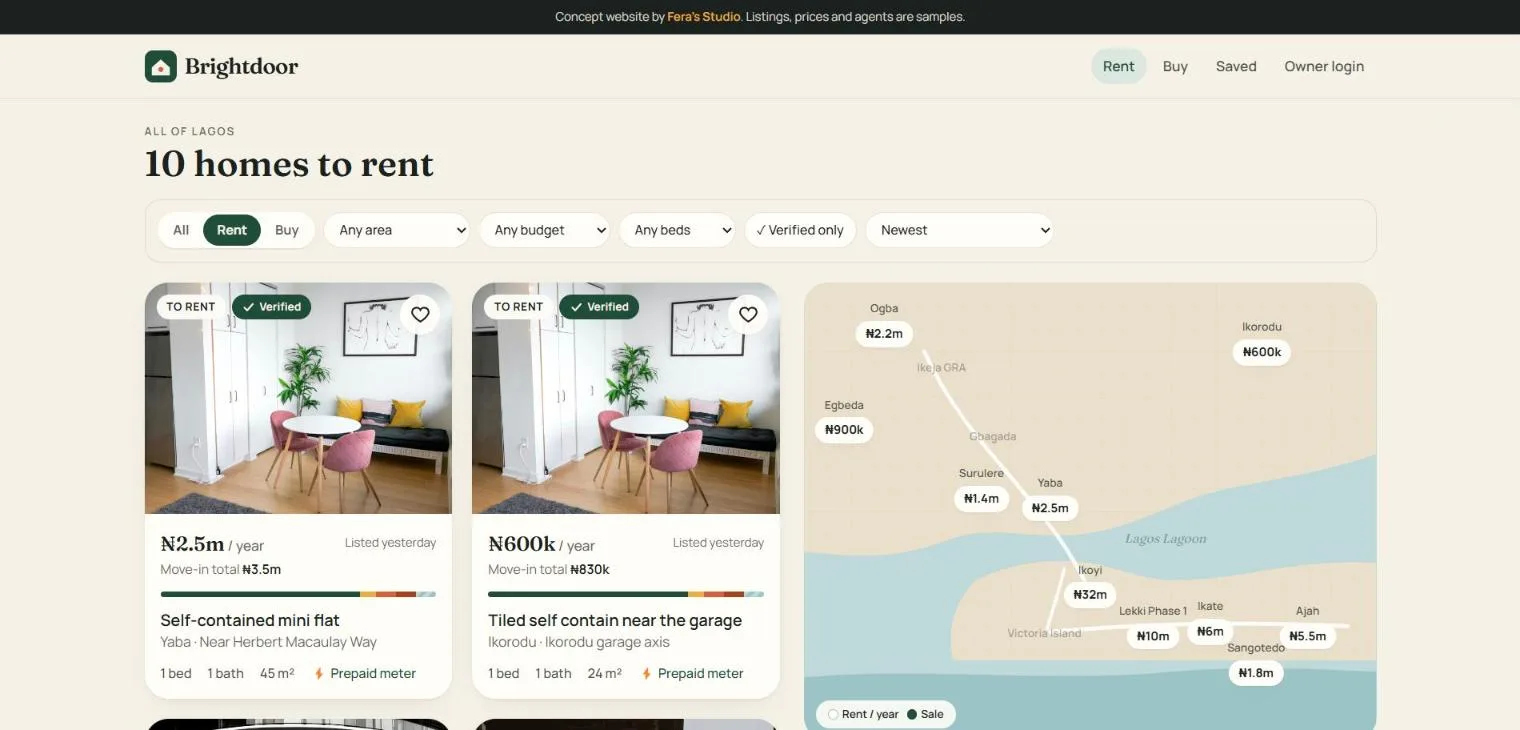 Concept website by Fera's Studio. Listings, prices and agents are samples.
Brightdoor
Rent Buy Saved Owner login
ALL OF LAGOS
10 homes to rent
All Rent Buy Any area Any budget Any beds ✓ Verified only Newest
TO RENT ✓ Verified
₦2.5m / year Listed yesterday
Move-in total ₦3.5m
Self-contained mini flat
Yaba · Near Herbert Macaulay Way
1 bed 1 bath 45 m² Prepaid meter
TO RENT ✓ Verified
₦600k / year Listed yesterday
Move-in total ₦830k
Tiled self contain near the garage
Ikorodu · Ikorodu garage axis
1 bed 1 bath 24 m² Prepaid meter
Ogba
₦2.2m
Ikorodu
₦600k
Ikeja GRA
Egbeda
₦900k
Gbagada
Surulere
₦1.4m
Yaba
₦2.5m
Lagos Lagoon
Ikoyi
₦32m
Victoria Island
Lekki Phase 1
₦10m
Ikate
₦6m
Ajah
₦5.5m
Sangotedo
₦1.8m
Rent / year Sale